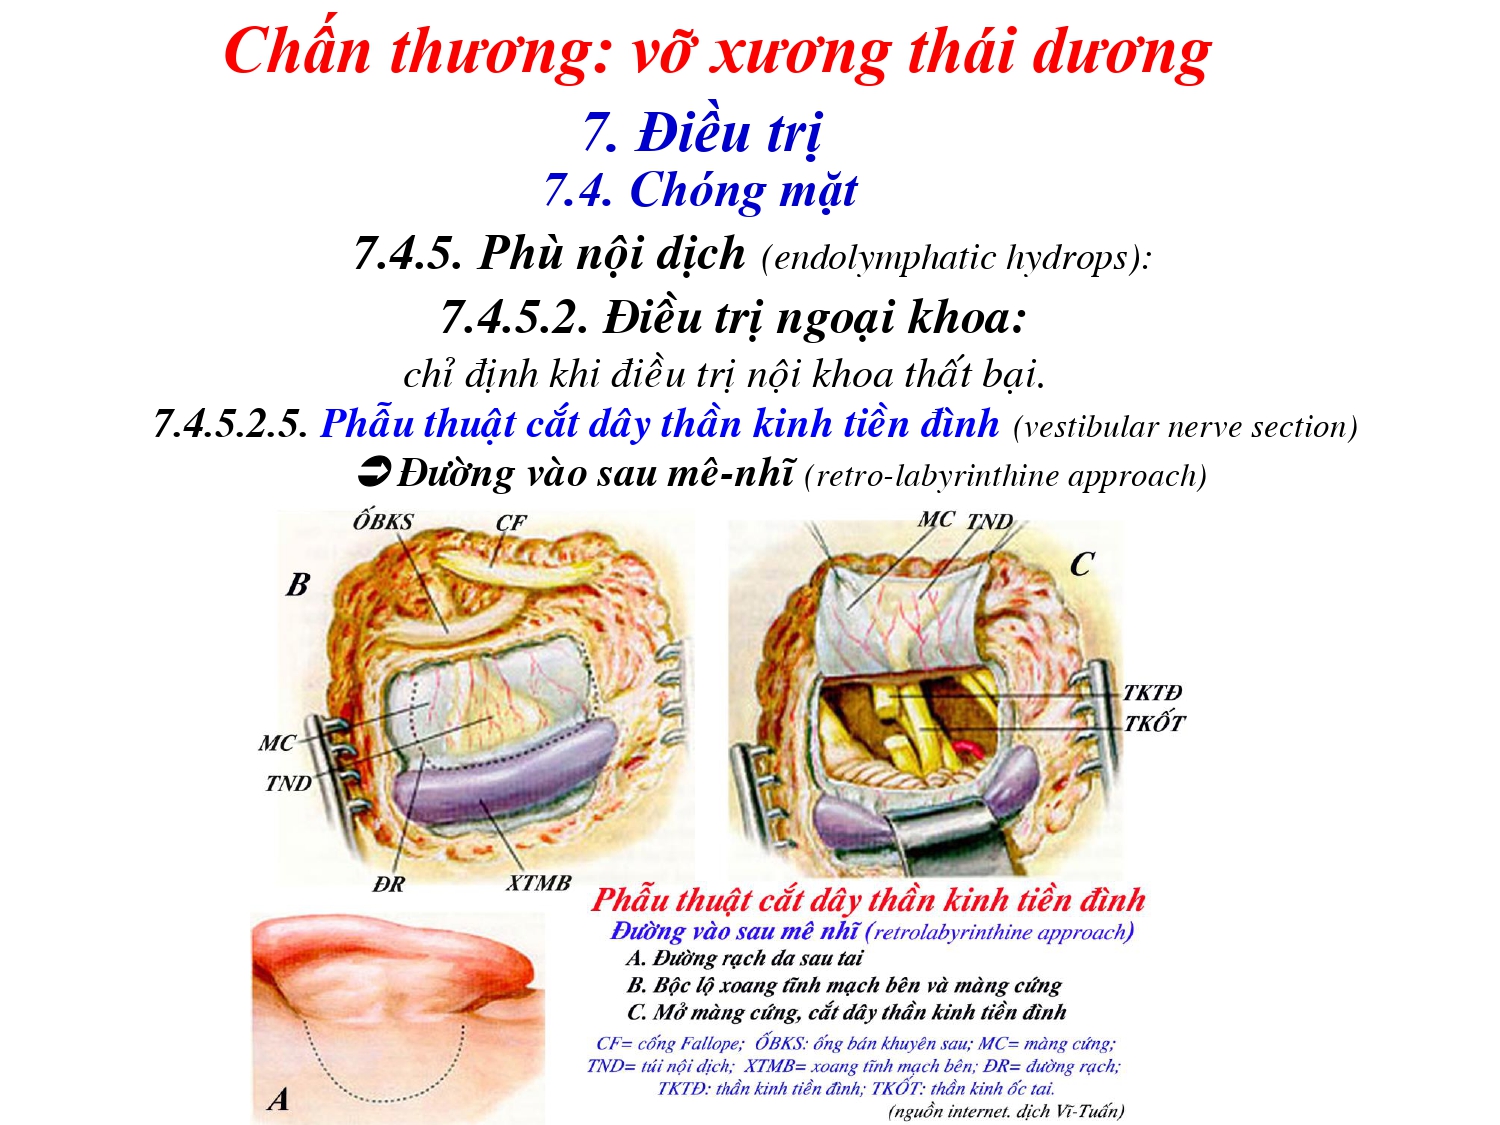 Chấn thương: vỡ xương thái dương
7. Điều trị
7.4. Chóng mặt
7.4.5. Phù nội dịch (endolymphatic hydrops):
7.4.5.2. Điều trị ngoại khoa:
chỉ định khi điều trị nội khoa thất bại.
7.4.5.2.5. Phẫu thuật cắt dây thần kinh tiền đình (vestibular nerve section)
➲ Đường vào sau mê-nhĩ (retro-labyrinthine approach)
ỐBKS CF
B
MC
TND
ĐR XTMB
MC TND
C
TKTĐ
TKỐT
A
Phẫu thuật cắt dây thần kinh tiền đình
Đường vào sau mê nhĩ (retrolabyrinthine approach)
A. Đường rạch da sau tai
B. Bộc lộ xoang tĩnh mạch bên và màng cứng
C. Mở màng cứng, cắt dây thần kinh tiền đình
CF= cống Fallope; ỐBKS: ống bán khuyên sau; MC= màng cứng;
TND= túi nội dịch; XTMB= xoang tĩnh mạch bên; ĐR= đường rạch;
TKTĐ: thần kinh tiền đình; TKỐT: thần kinh ốc tai.
(nguồn internet. dịch Vĩ-Tuấn)